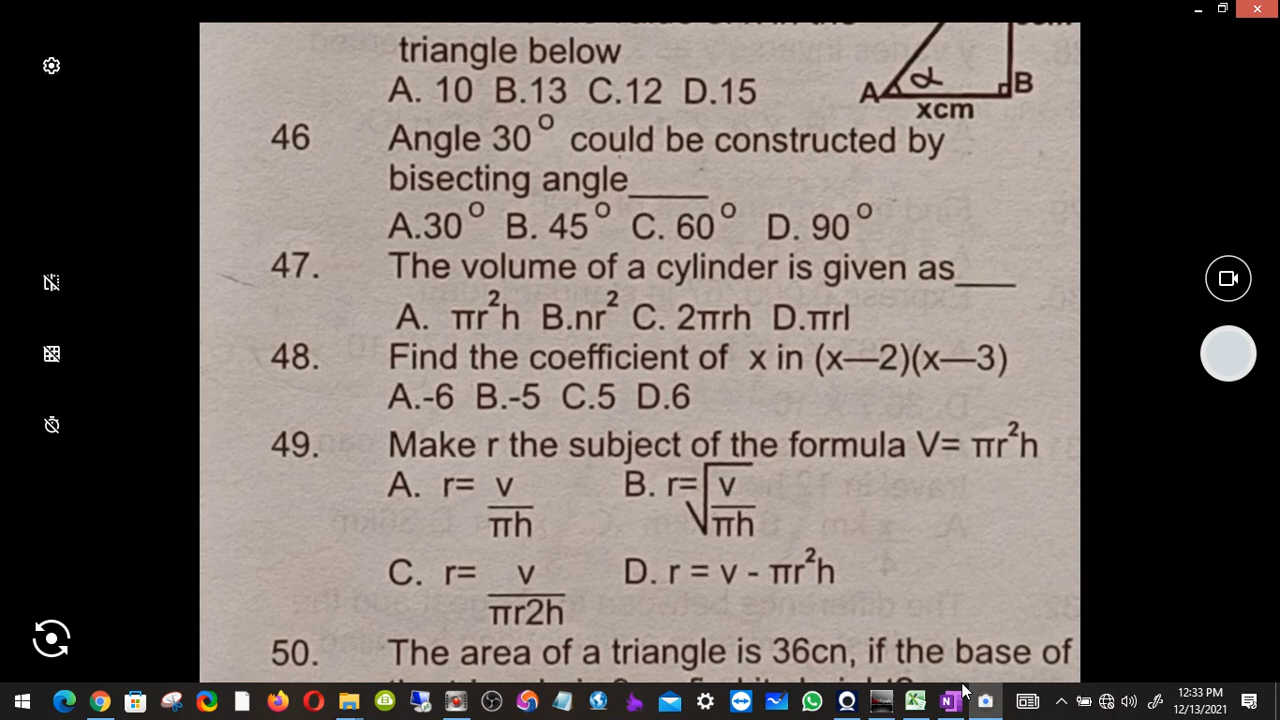 triangle below
A. 10 B.13 C.12 D.15
A α B
xcm
46 Angle 30° could be constructed by
bisecting angle____
A.30° B. 45° C. 60° D. 90°
47. The volume of a cylinder is given as___
A. πr²h B.nr² C. 2πrh D.πrl
48. Find the coefficient of x in (x—2)(x—3)
A.-6 B.-5 C.5 D.6
49. Make r the subject of the formula V= πr²h
A. r= v/πh B. r=√v/πh
C. r= v/πr2h D. r = v - πr²h
50. The area of a triangle is 36cn, if the base of
12:33 PM
12/13/2021